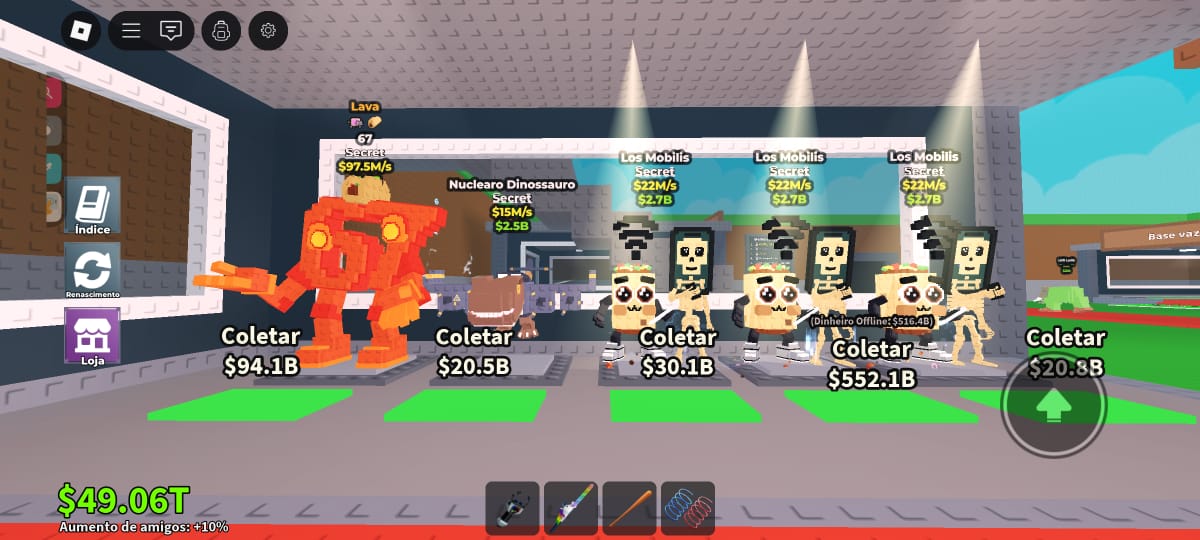 Lava
67
Secret
$97.5M/s
Nuclearo Dinossauro
Secret
$15M/s
$2.5B
Los Mobilis
Secret
$22M/s
$2.7B
Los Mobilis
Secret
$22M/s
$2.7B
Los Mobilis
Secret
$22M/s
$2.7B
Índice
Renascimento
Loja
Base vaz
Coletar
$94.1B
Coletar
$20.5B
Coletar
$30.1B
(Dinheiro Offline: $516.4B)
Coletar
$552.1B
Coletar
$20.8B
$49.06T
Aumento de amigos: +10%